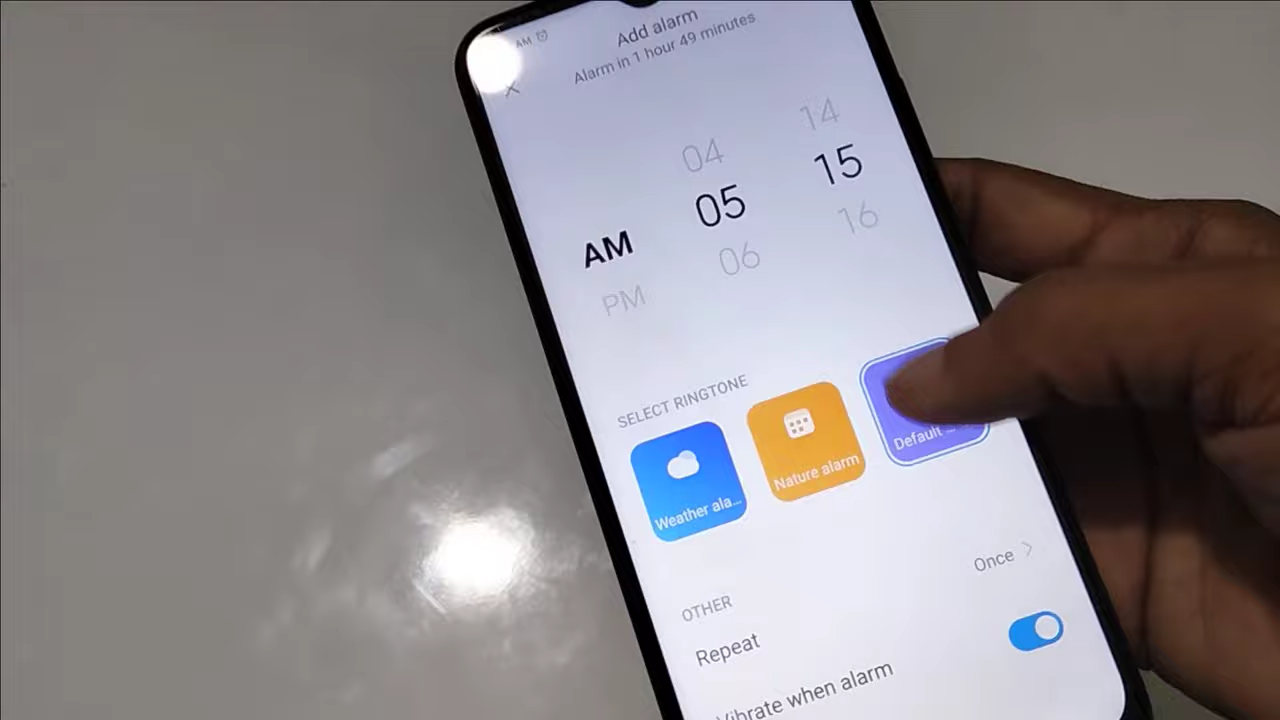 AM
Add alarm
Alarm in 1 hour 49 minutes
04 14
AM 05 15
PM 06 16
SELECT RINGTONE
Weather ala...
Nature alarm
Default ...
OTHER
Repeat Once
Vibrate when alarm